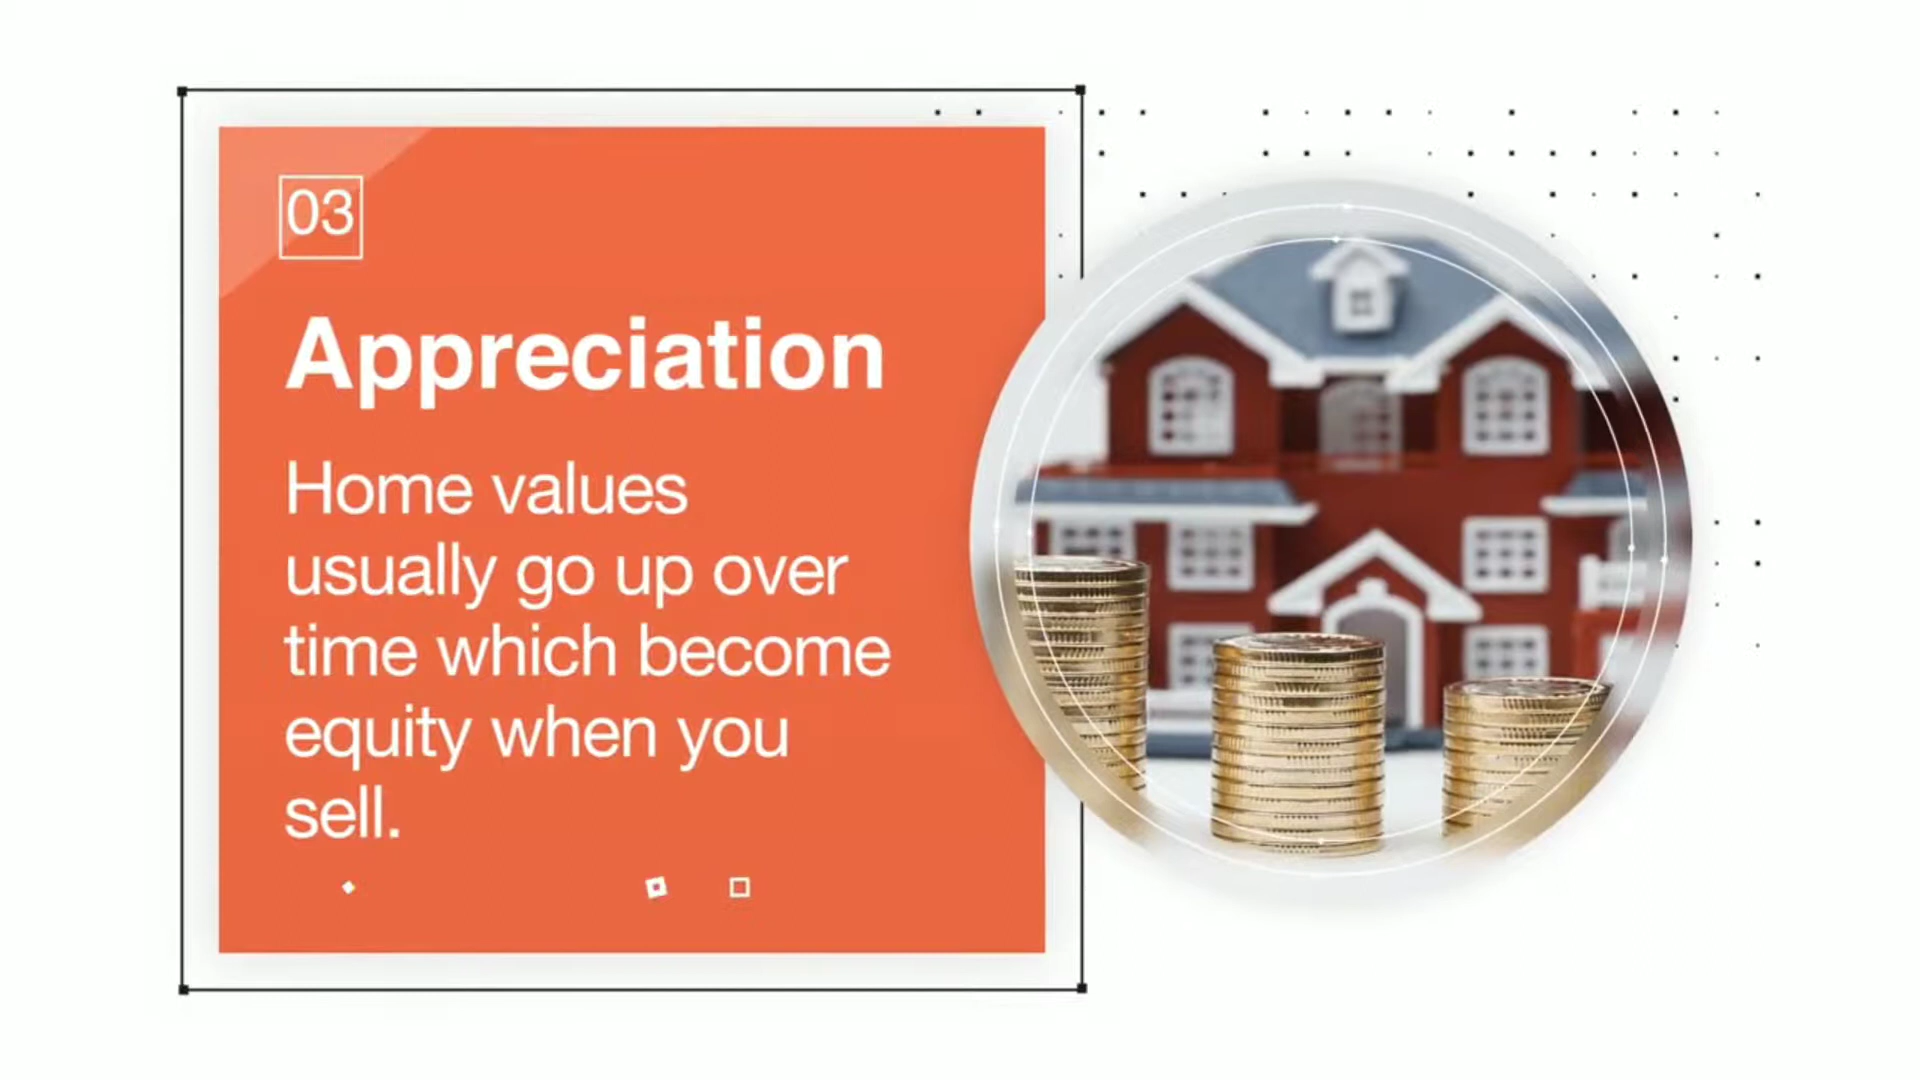 03
Appreciation
Home values
usually go up over
time which become
equity when you
sell.